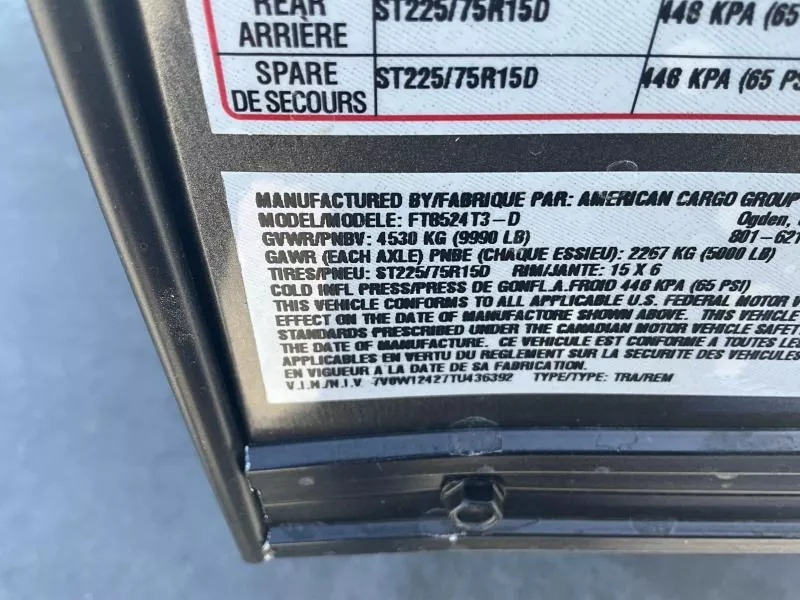 REAR ST225/75R15D 448 KPA (65
ARRIÈRE
SPARE ST225/75R15D 448 KPA (65 PS
DE SECOURS
MANUFACTURED BY/FABRIQUE PAR: AMERICAN CARGO GROUP
MODEL/MODELE: FT8524T3-D Ogden,
GVWR/PNBV: 4530 KG (9990 LB) 801-621
GAWR (EACH AXLE) PNBE (CHAQUE ESSIEU): 2267 KG (5000 LB)
TIRES/PNEU: ST225/75R15D RIM/JANTE: 15 X 6
COLD INFL PRESS/PRESS DE GONFL.A.FROID 448 KPA (65 PSI)
THIS VEHICLE CONFORMS TO ALL APPLICABLE U.S. FEDERAL MOTOR V
EFFECT ON THE DATE OF MANUFACTURE SHOWN ABOVE. THIS VEHICLE
STANDARDS PRESCRIBED UNDER THE CANADIAN MOTOR VEHICLE SAFET
THE DATE OF MANUFACTURE. CE VEHICULE EST CONFORME A TOUTES LE
APPLICABLES EN VERTU DU REGLEMENT SUR LA SECURITE DES VEHICULES
EN VIGUEUR A LA DATE DE SA FABRICATION.
V.I.N./N.I.V 7V0W12427TU436392 TYPE/TYPE: TRA/REM